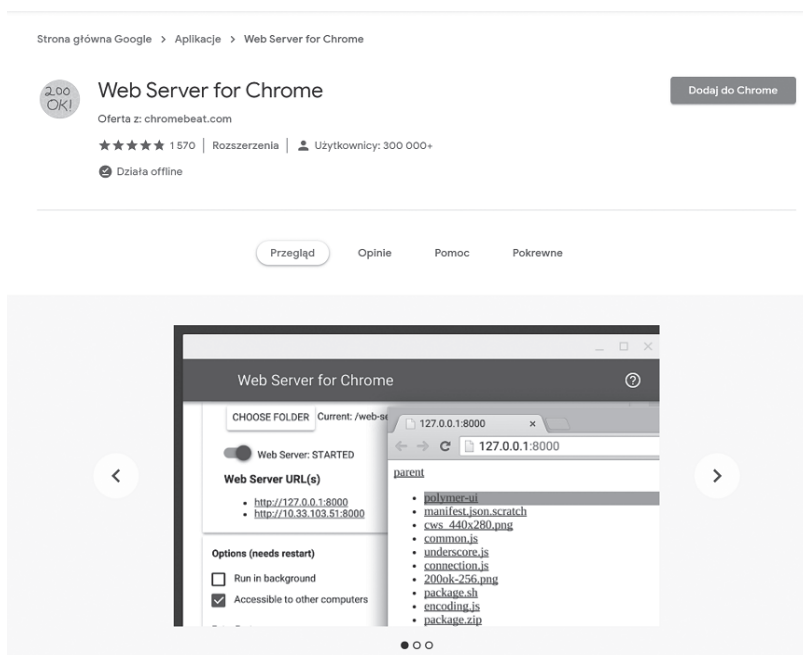 Strona główna Google > Aplikacje > Web Server for Chrome
200 OK!
Web Server for Chrome
Dodaj do Chrome
Oferta z: chromebeat.com
1 570 | Rozszerzenia | Użytkownicy: 300 000+
Działa offline
Przegląd Opinie Pomoc Pokrewne
Web Server for Chrome
CHOOSE FOLDER Current: /web-se
Web Server: STARTED
Web Server URL(s)
http://127.0.0.1:8000
http://10.33.103.51:8000
Options (needs restart)
Run in background
Accessible to other computers
127.0.0.1:8000
127.0.0.1:8000
parent
polymer-ui
manifest.json.scratch
cws_440x280.png
common.js
underscore.js
connection.js
200ok-256.png
package.sh
encoding.js
package.zip